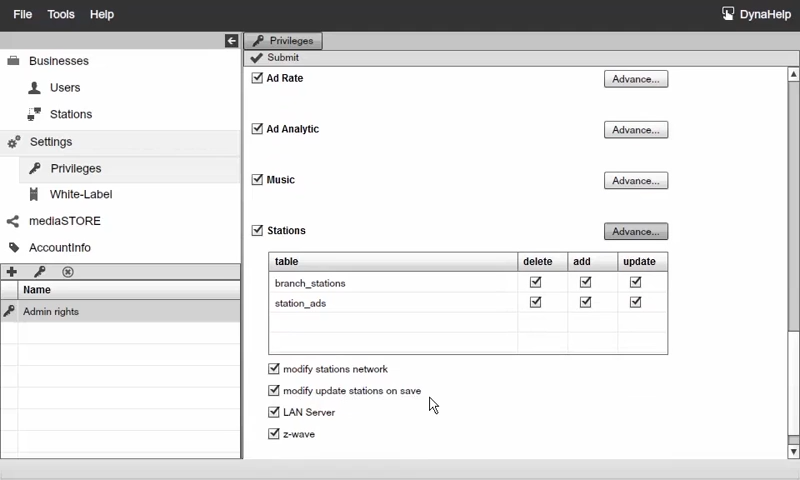 File Tools Help DynaHelp
Privileges
Submit
Businesses
Users
Stations
Settings
Privileges
White-Label
mediaSTORE
AccountInfo
Name
Admin rights
Ad Rate Advance...
Ad Analytic Advance...
Music Advance...
Stations Advance...
table delete add update
branch_stations
station_ads
modify stations network
modify update stations on save
LAN Server
z-wave